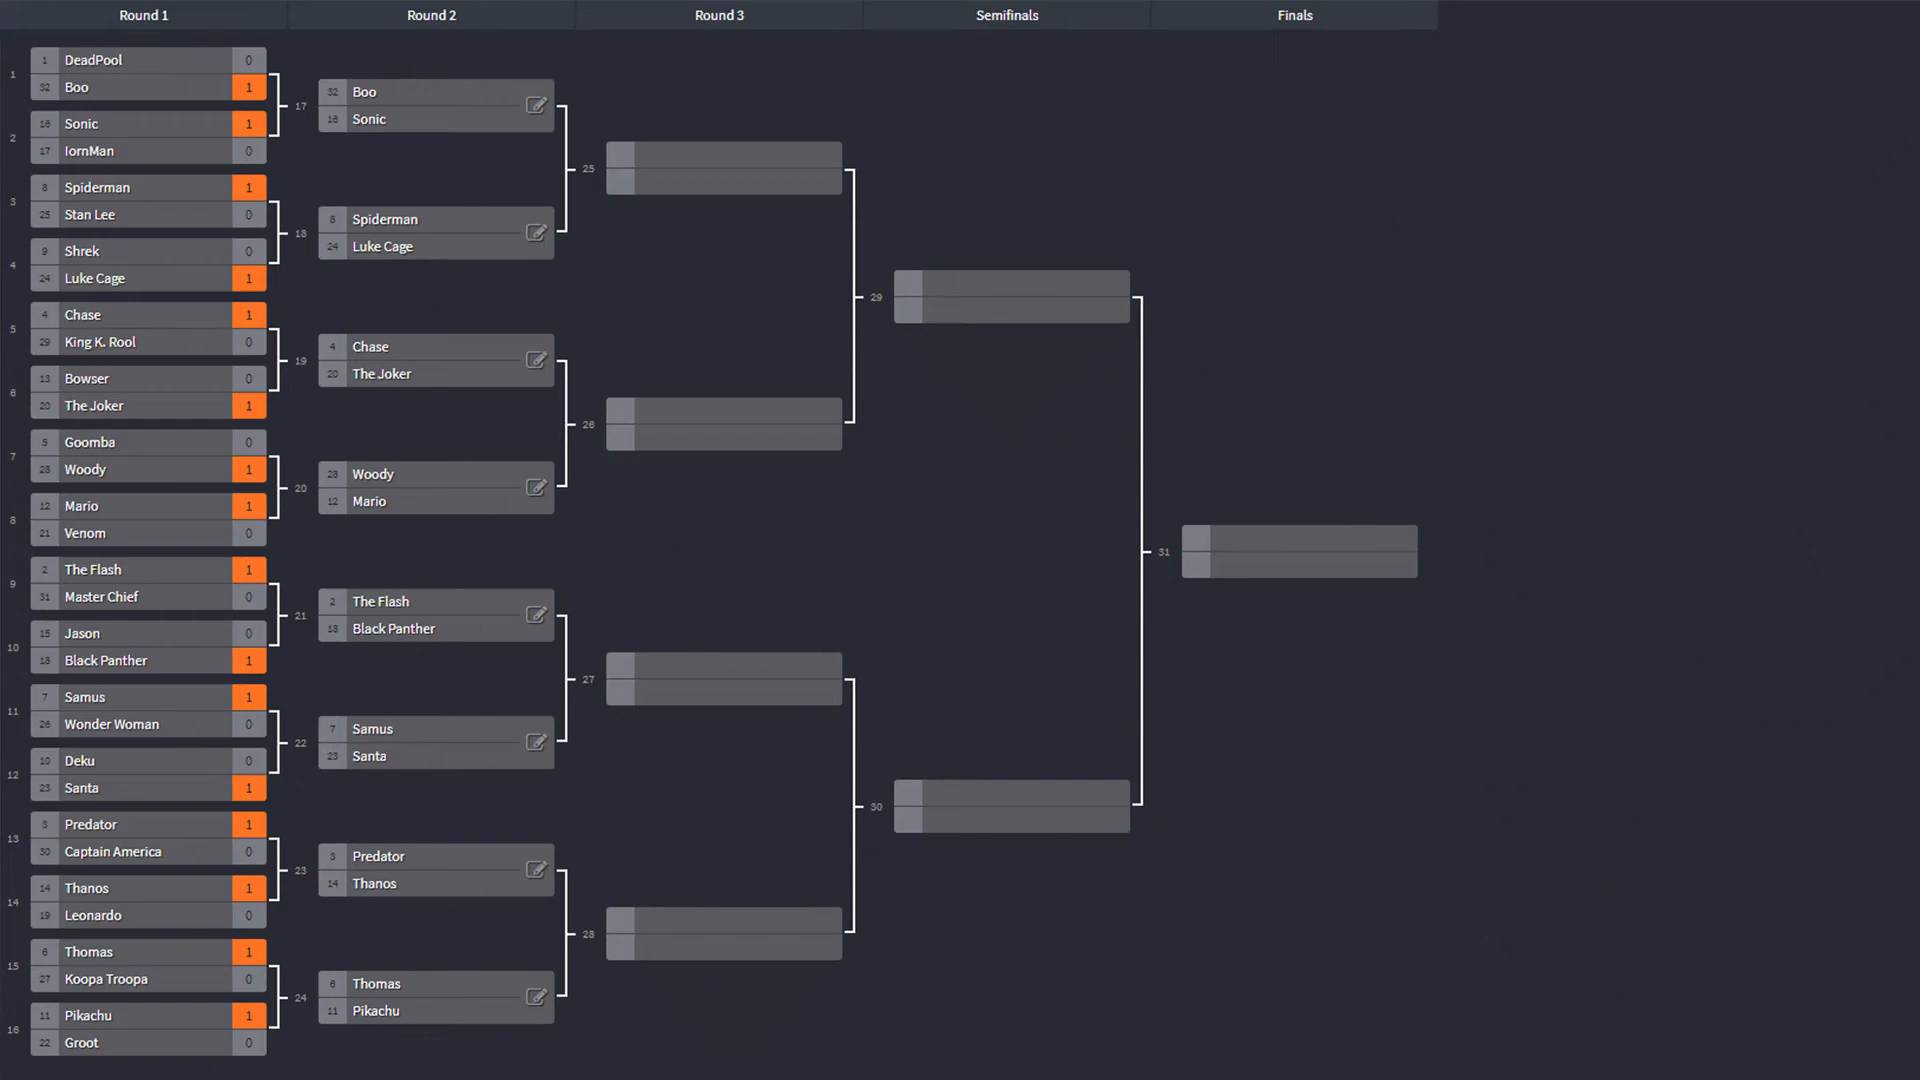 Round 1
Round 2
Round 3
Semifinals
Finals
1
1 DeadPool 0
32 Boo 1
2
16 Sonic 1
17 IornMan 0
3
8 Spiderman 1
25 Stan Lee 0
4
9 Shrek 0
24 Luke Cage 1
5
4 Chase 1
29 King K. Rool 0
6
13 Bowser 0
20 The Joker 1
7
5 Goomba 0
28 Woody 1
8
12 Mario 1
21 Venom 0
9
2 The Flash 1
31 Master Chief 0
10
15 Jason 0
18 Black Panther 1
11
7 Samus 1
26 Wonder Woman 0
12
10 Deku 0
23 Santa 1
13
3 Predator 1
30 Captain America 0
14
14 Thanos 1
19 Leonardo 0
15
6 Thomas 1
27 Koopa Troopa 0
16
11 Pikachu 1
22 Groot 0
17
32 Boo
16 Sonic
18
8 Spiderman
24 Luke Cage
19
4 Chase
20 The Joker
20
28 Woody
12 Mario
21
2 The Flash
18 Black Panther
22
7 Samus
23 Santa
23
3 Predator
14 Thanos
24
6 Thomas
11 Pikachu
25
26
27
28
29
30
31